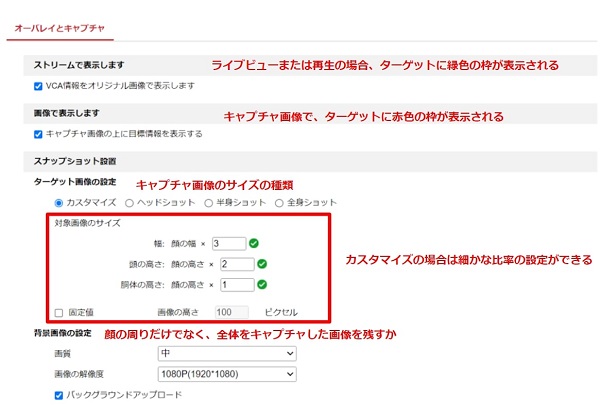 オーバレイとキャプチャ
ストリームで表示します
ライブビューまたは再生の場合、ターゲットに緑色の枠が表示される
VCA情報をオリジナル画像で表示します
画像で表示します
キャプチャ画像で、ターゲットに赤色の枠が表示される
キャプチャ画像の上に目標情報を表示する
スナップショット設置
ターゲット画像の設定
キャプチャ画像のサイズの種類
カスタマイズ ヘッドショット 半身ショット 全身ショット
対象画像のサイズ
幅: 顔の幅 × 3
頭の高さ: 顔の高さ × 2
カスタマイズの場合は細かな比率の設定ができる
胴体の高さ: 顔の高さ × 1
固定値 画像の高さ 100 ピクセル
背景画像の設定
顔の周りだけでなく、全体をキャプチャした画像を残すか
画質 中
画像の解像度 1080P(1920*1080)
バックグラウンドアップロード